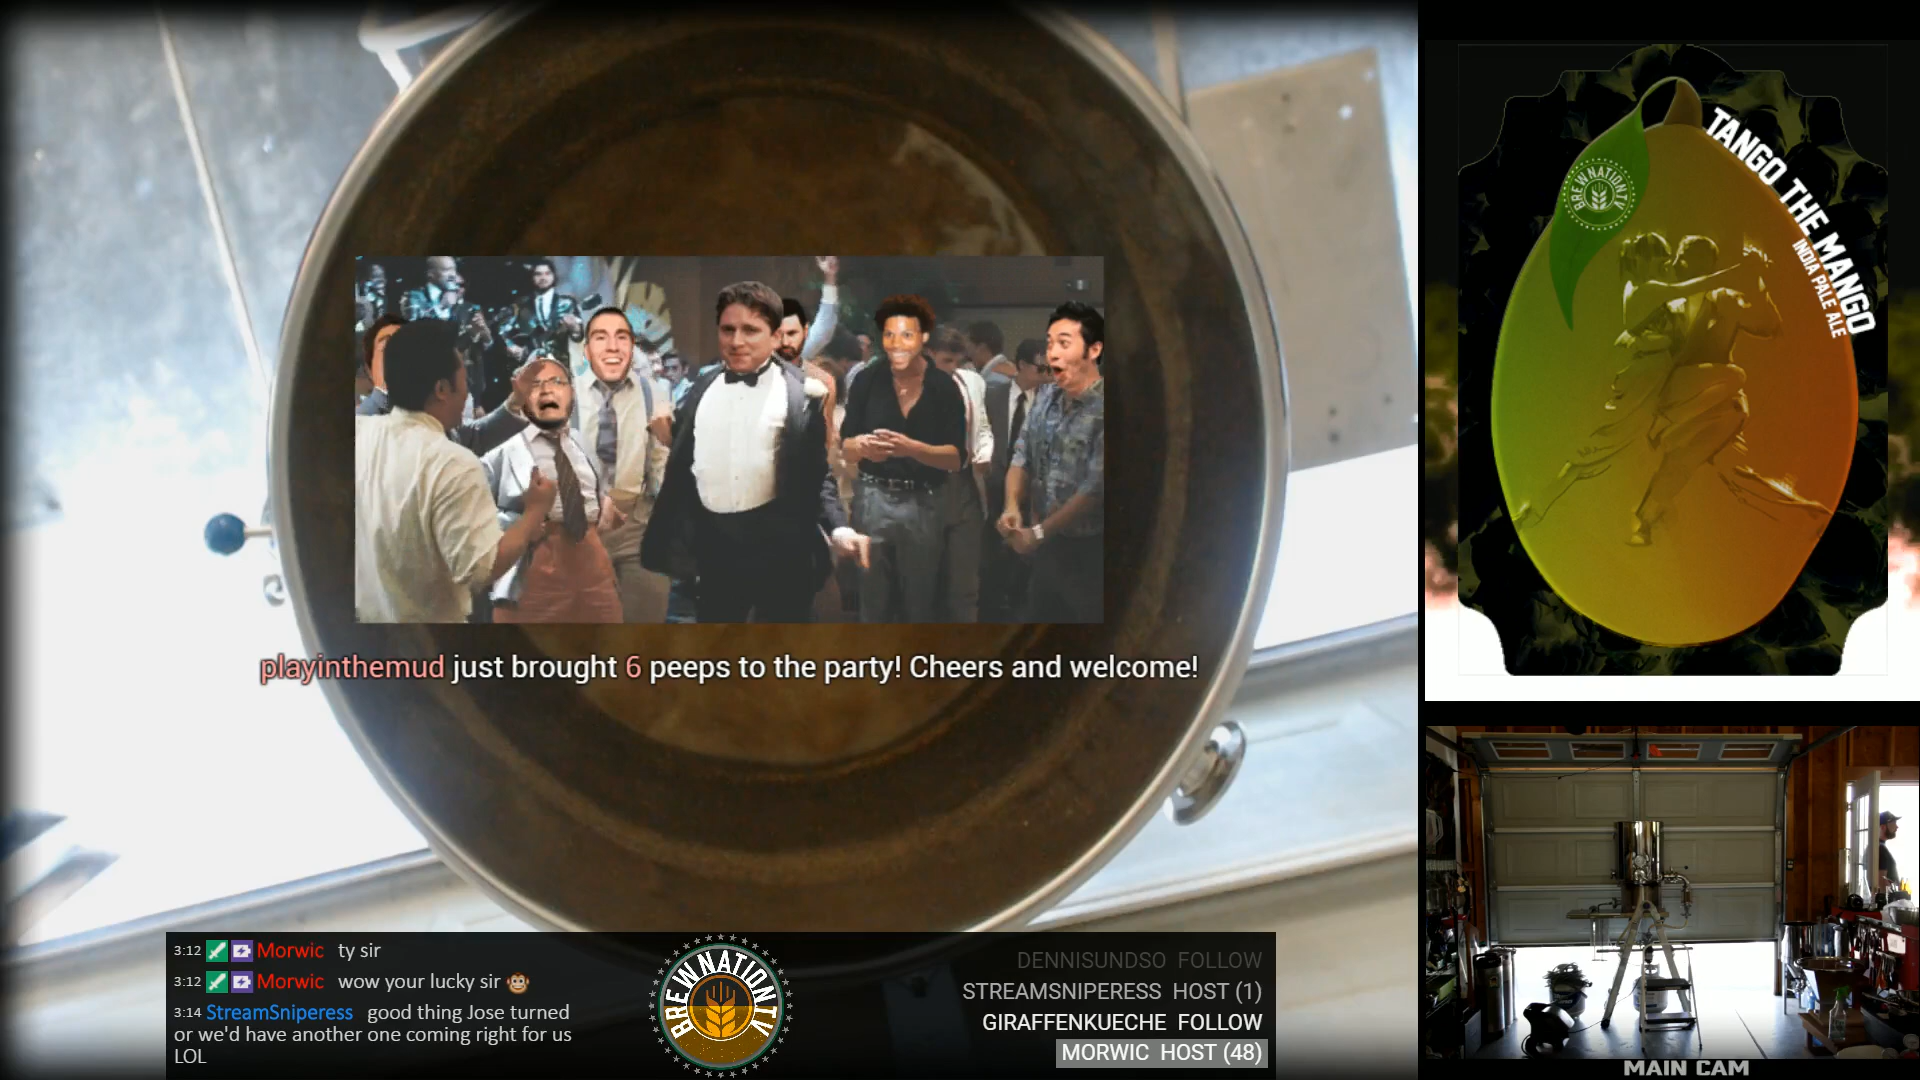 TANGO THE MANGO
INDIA PALE ALE
BREWNATIONTV
playinthemud just brought 6 peeps to the party! Cheers and welcome!
3:12 Morwic ty sir
3:12 Morwic wow your lucky sir
3:14 StreamSniperess good thing Jose turned
or we'd have another one coming right for us
LOL
BREWNATIONTV
DENNISUNDSO FOLLOW
STREAMSNIPERESS HOST (1)
GIRAFFENKUECHE FOLLOW
MORWIC HOST (48)
MAIN CAM